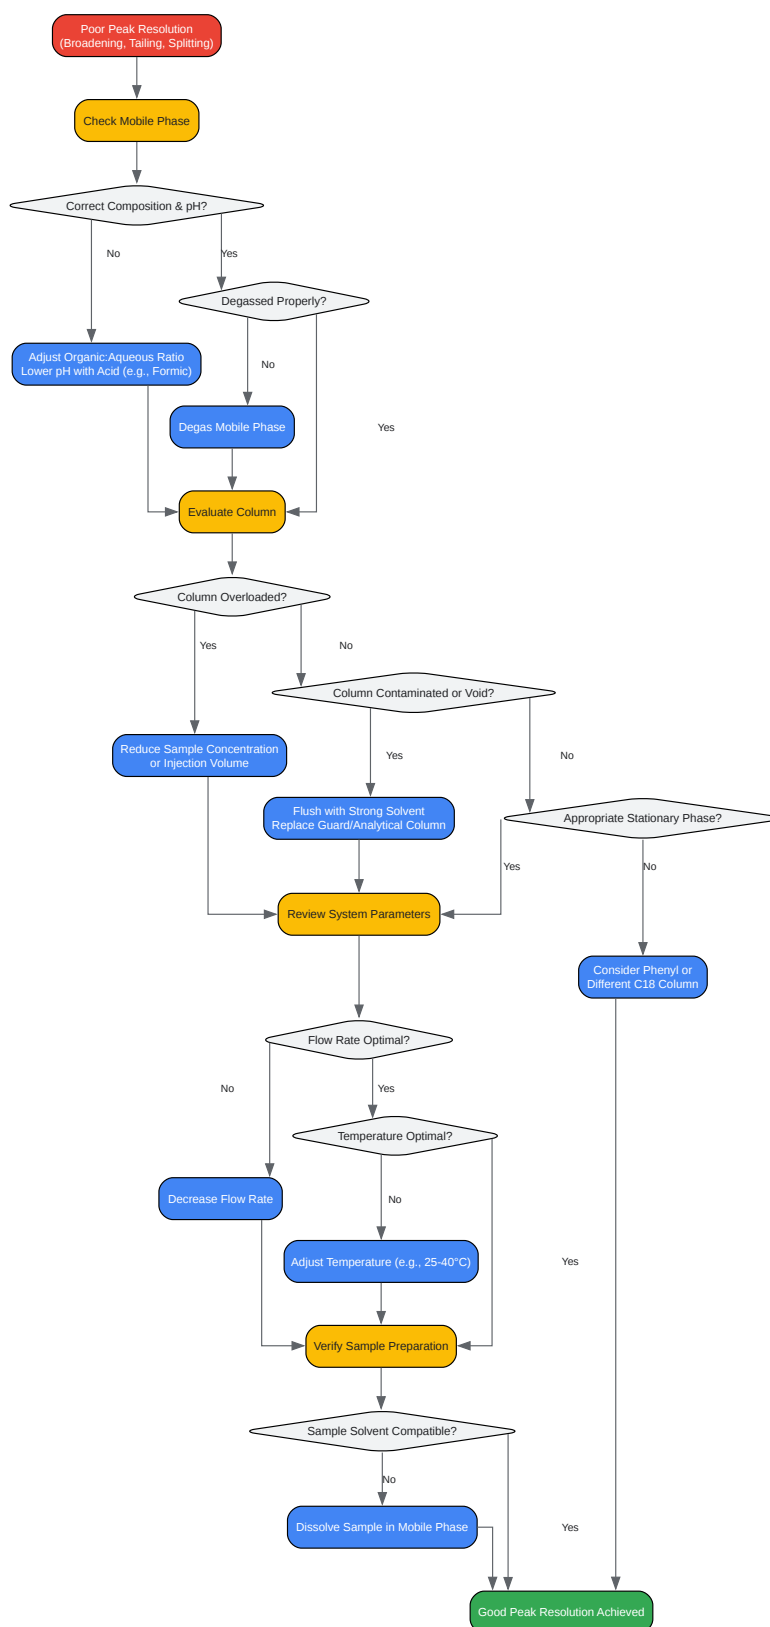 Poor Peak Resolution
(Broadening, Tailing, Splitting)
Check Mobile Phase
Correct Composition & pH?
No
Yes
Degassed Properly?
Adjust Organic:Aqueous Ratio
Lower pH with Acid (e.g., Formic)
No
Degas Mobile Phase
Yes
Evaluate Column
Column Overloaded?
Yes
No
Column Contaminated or Void?
Reduce Sample Concentration
or Injection Volume
Yes
No
Flush with Strong Solvent
Replace Guard/Analytical Column
Appropriate Stationary Phase?
Yes
No
Review System Parameters
Consider Phenyl or
Different C18 Column
Flow Rate Optimal?
No
Yes
Temperature Optimal?
Decrease Flow Rate
No
Adjust Temperature (e.g., 25-40°C)
Yes
Verify Sample Preparation
Sample Solvent Compatible?
No
Dissolve Sample in Mobile Phase
Yes
Good Peak Resolution Achieved